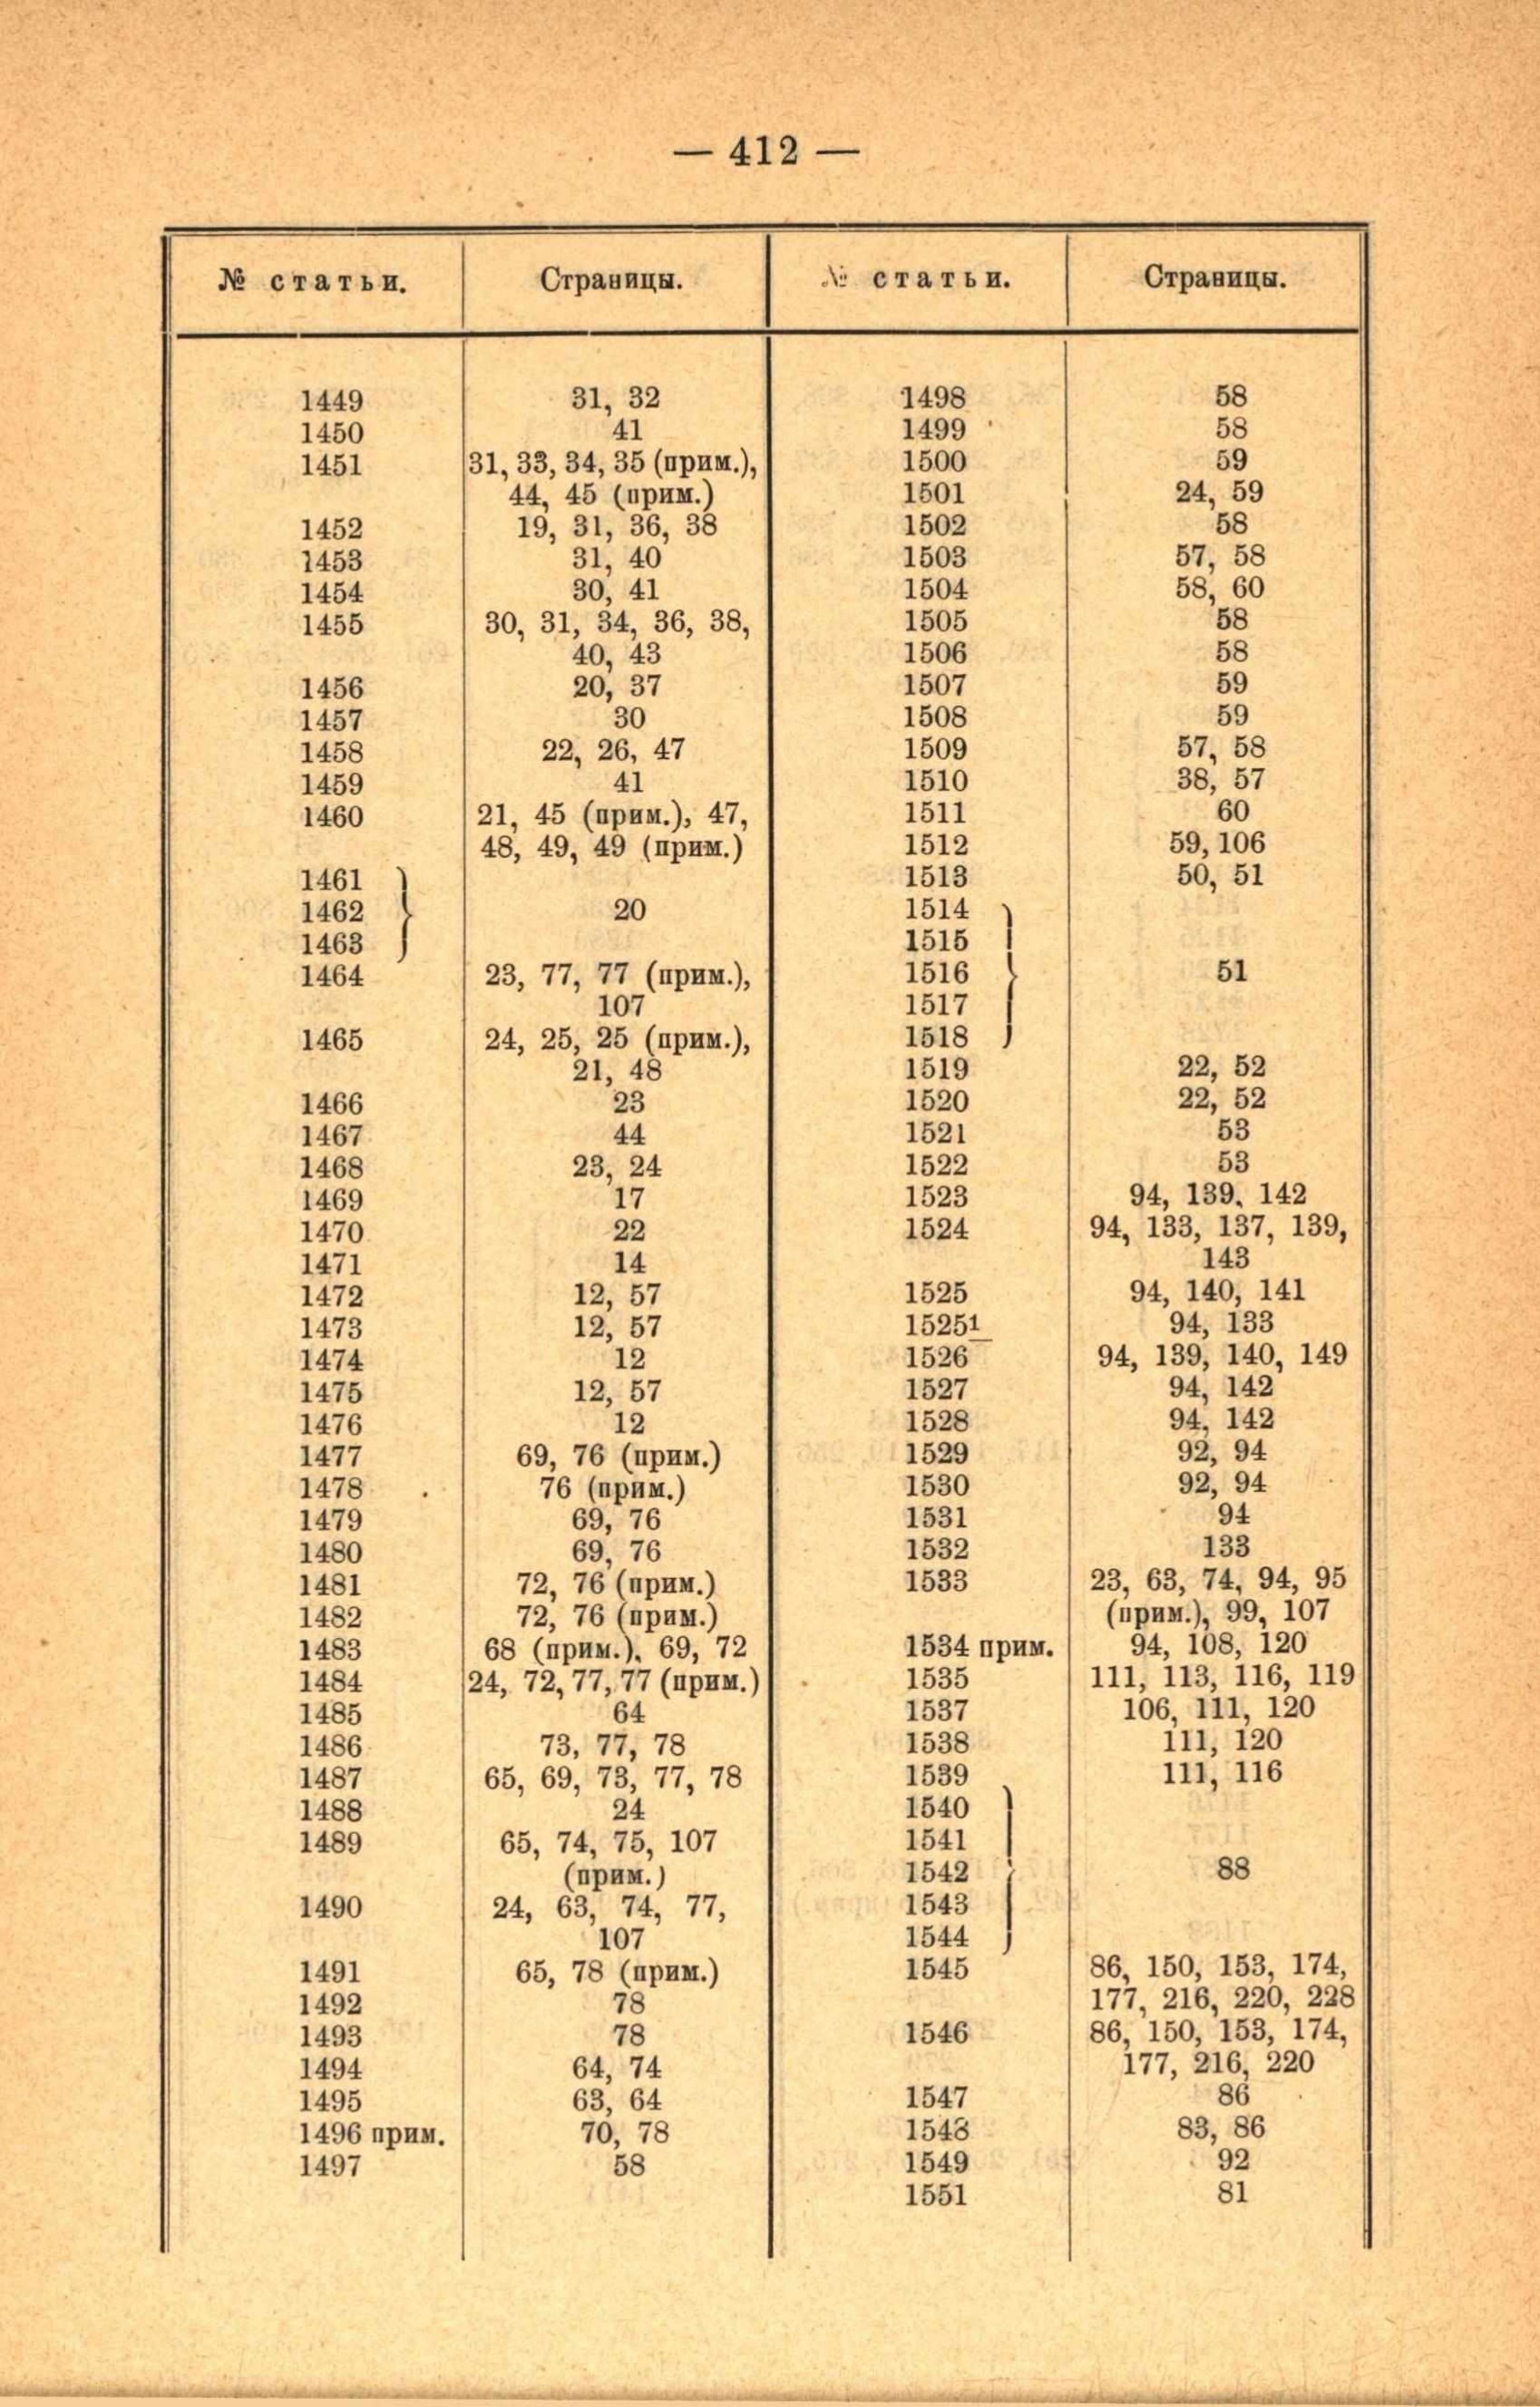 — 412 —
№ статьи.
Страницы.
1449 31, 32
1450 41
1451 31, 33, 34, 35 (прим.),
44, 45 (прим.)
1452 19, 31, 36, 38
1453 31, 40
1454 30, 41
1455 30, 31, 34, 36, 38,
40, 43
1456 20, 37
1457 30
1458 22, 26, 47
1459 41
1460 21, 45 (прим.), 47,
48, 49, 49 (прим.)
1461
1462 20
1463
1464 23, 77, 77 (прим.),
107
1465 24, 25, 25 (прим.),
21, 48
1466 23
1467 44
1468 23, 24
1469 17
1470 22
1471 14
1472 12, 57
1473 12, 57
1474 12
1475 12, 57
1476 12
1477 69, 76 (прим.)
1478 76 (прим.)
1479 69, 76
1480 69, 76
1481 72, 76 (прим.)
1482 72, 76 (прим.)
1483 68 (прим.), 69, 72
1484 24, 72, 77, 77 (прим.)
1485 64
1486 73, 77, 78
1487 65, 69, 73, 77, 78
1488 24
1489 65, 74, 75, 107
(прим.)
1490 24, 63, 74, 77,
107
1491 65, 78 (прим.)
1492 78
1493 78
1494 64, 74
1495 63, 64
1496 прим. 70, 78
1497 58
№ статьи.
Страницы.
1498 58
1499 58
1500 59
1501 24, 59
1502 58
1503 57, 58
1504 58, 60
1505 58
1506 58
1507 59
1508 59
1509 57, 58
1510 38, 57
1511 60
1512 59, 106
1513 50, 51
1514
1515
1516 51
1517
1518
1519 22, 52
1520 22, 52
1521 53
1522 53
1523 94, 139, 142
1524 94, 133, 137, 139,
143
1525 94, 140, 141
1525¹ 94, 133
1526 94, 139, 140, 149
1527 94, 142
1528 94, 142
1529 92, 94
1530 92, 94
1531 94
1532 133
1533 23, 63, 74, 94, 95
(прим.), 99, 107
1534 прим. 94, 108, 120
1535 111, 113, 116, 119
1537 106, 111, 120
1538 111, 120
1539 111, 116
1540
1541
1542 88
1543
1544
1545 86, 150, 153, 174,
177, 216, 220, 228
1546 86, 150, 153, 174,
177, 216, 220
1547 86
1548 83, 86
1549 92
1551 81